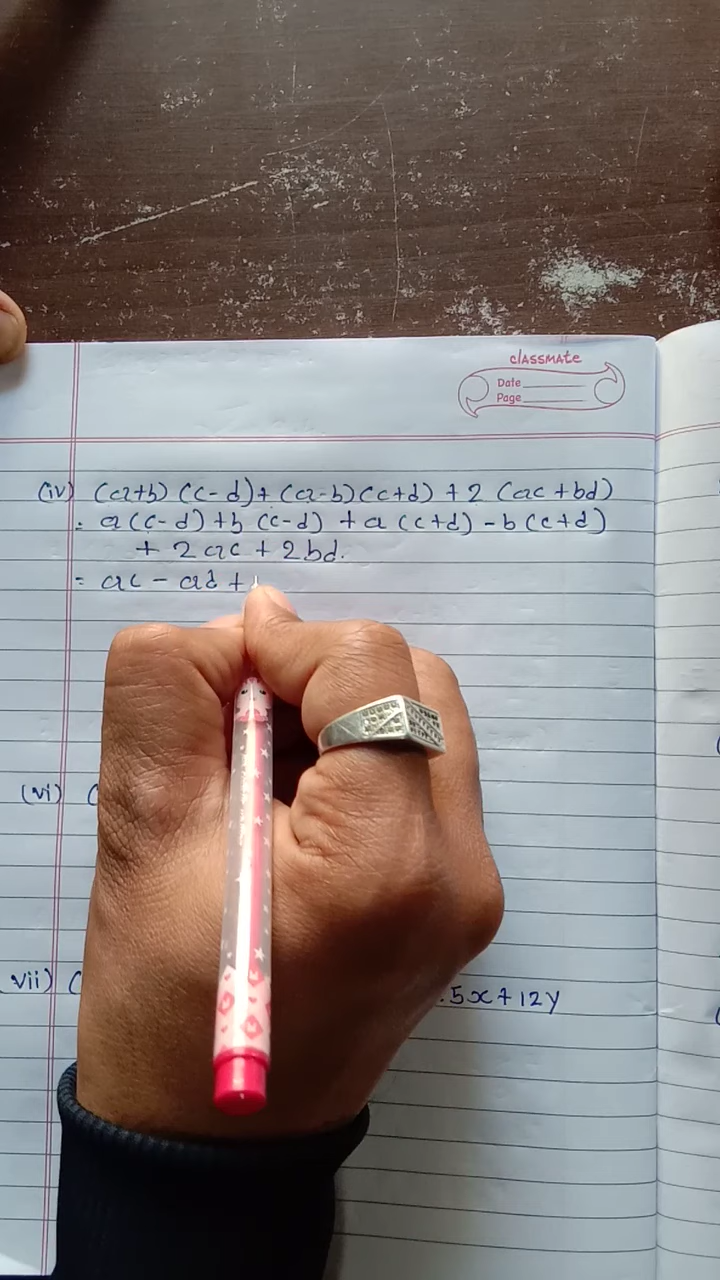 classmate
Date
Page
(iv) (a+b) (c-d) + (a-b) (c+d) + 2 (ac + bd)
= a (c-d) + b (c-d) + a (c+d) - b (c+d)
+ 2ac + 2bd.
= ac - ad +
(vi) (
vii) (
.5x + 12y